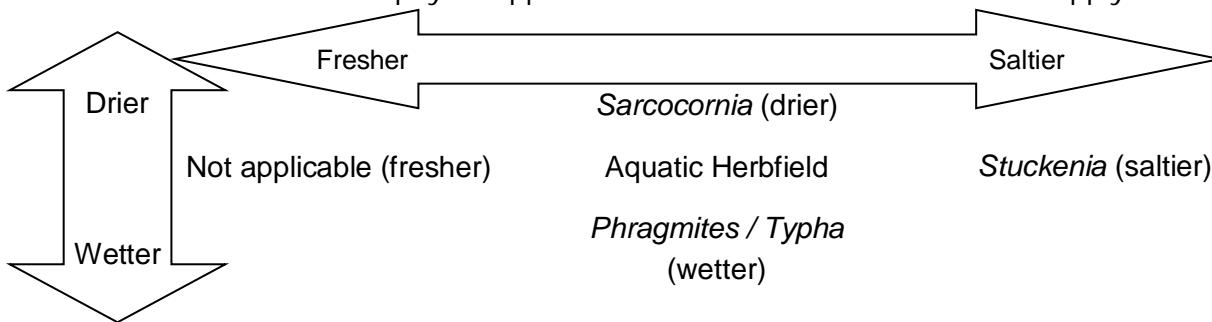 Fresher
Saltier
Drier
Sarcocornia (drier)
Not applicable (fresher)
Aquatic Herbfield
Stuckenia (saltier)
Phragmites / Typha
Wetter
(wetter)